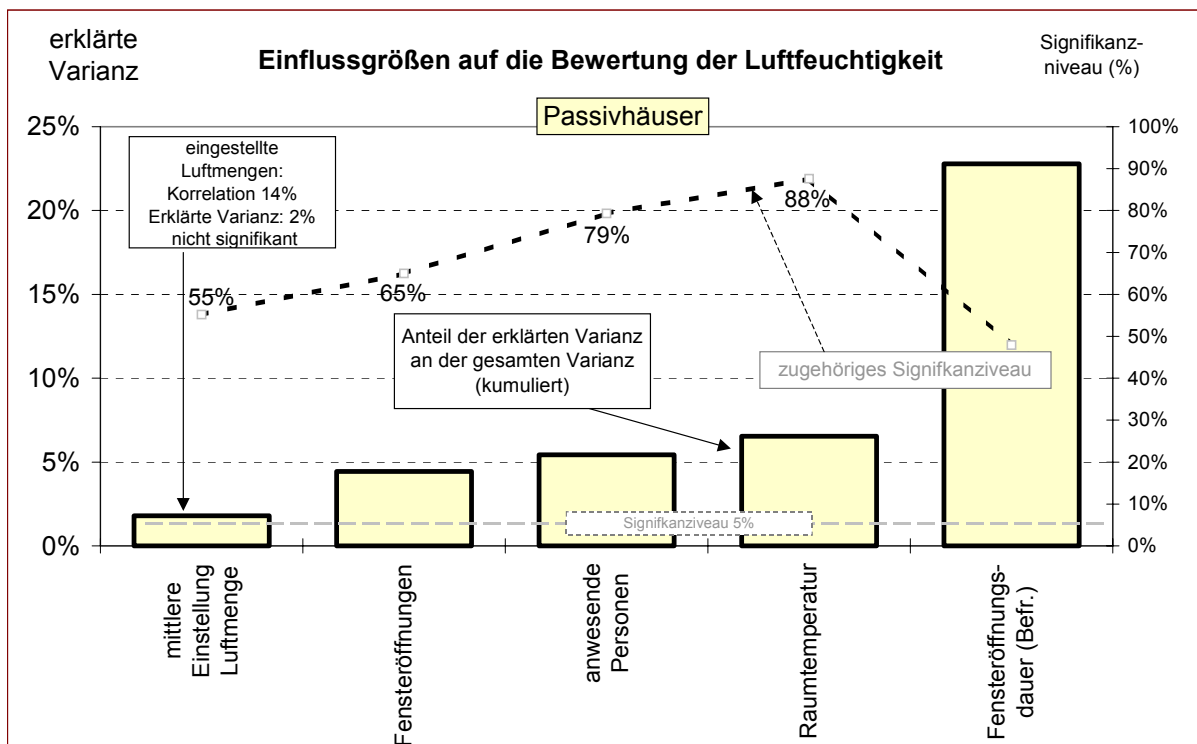 erklärte
Varianz
Einflussgrößen auf die Bewertung der Luftfeuchtigkeit
Signifikanz-
niveau (%)
Passivhäuser
25%
20%
15%
10%
5%
0%
100%
90%
80%
70%
60%
50%
40%
30%
20%
10%
0%
eingestellte
Luftmengen:
Korrelation 14%
Erklärte Varianz: 2%
nicht signifikant
55%
65%
79%
88%
Anteil der erklärten Varianz
an der gesamten Varianz
(kumuliert)
zugehöriges Signifkanziveau
Signifkanziveau 5%
mittlere
Einstellung
Luftmenge
Fensteröffnungen
anwesende
Personen
Raumtemperatur
Fensteröffnungs-
dauer (Befr.)